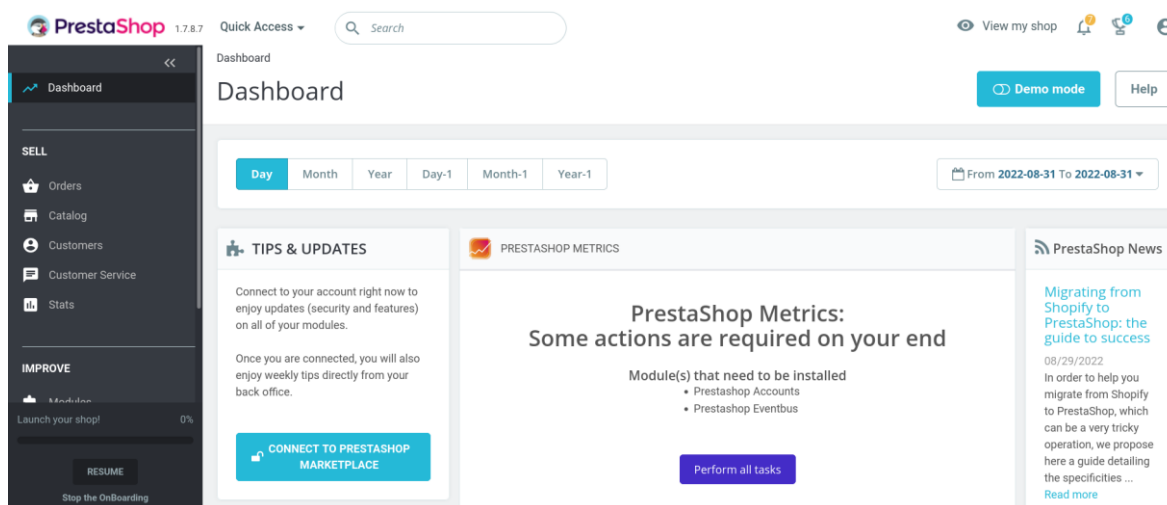 PrestaShop 1.7.8.7 Quick Access Search View my shop 7 6
Dashboard
Dashboard
Demo mode Help
Dashboard
SELL
Orders
Catalog
Customers
Customer Service
Stats
IMPROVE
Modules
Launch your shop! 0%
RESUME
Stop the OnBoarding
Day Month Year Day-1 Month-1 Year-1
From 2022-08-31 To 2022-08-31
TIPS & UPDATES
Connect to your account right now to
enjoy updates (security and features)
on all of your modules.
Once you are connected, you will also
enjoy weekly tips directly from your
back office.
CONNECT TO PRESTASHOP
MARKETPLACE
PRESTASHOP METRICS
PrestaShop Metrics:
Some actions are required on your end
Module(s) that need to be installed
• Prestashop Accounts
• Prestashop Eventbus
Perform all tasks
PrestaShop News
Migrating from
Shopify to
PrestaShop: the
guide to success
08/29/2022
In order to help you
migrate from Shopify
to PrestaShop, which
can be a very tricky
operation, we propose
here a guide detailing
the specificities ...
Read more